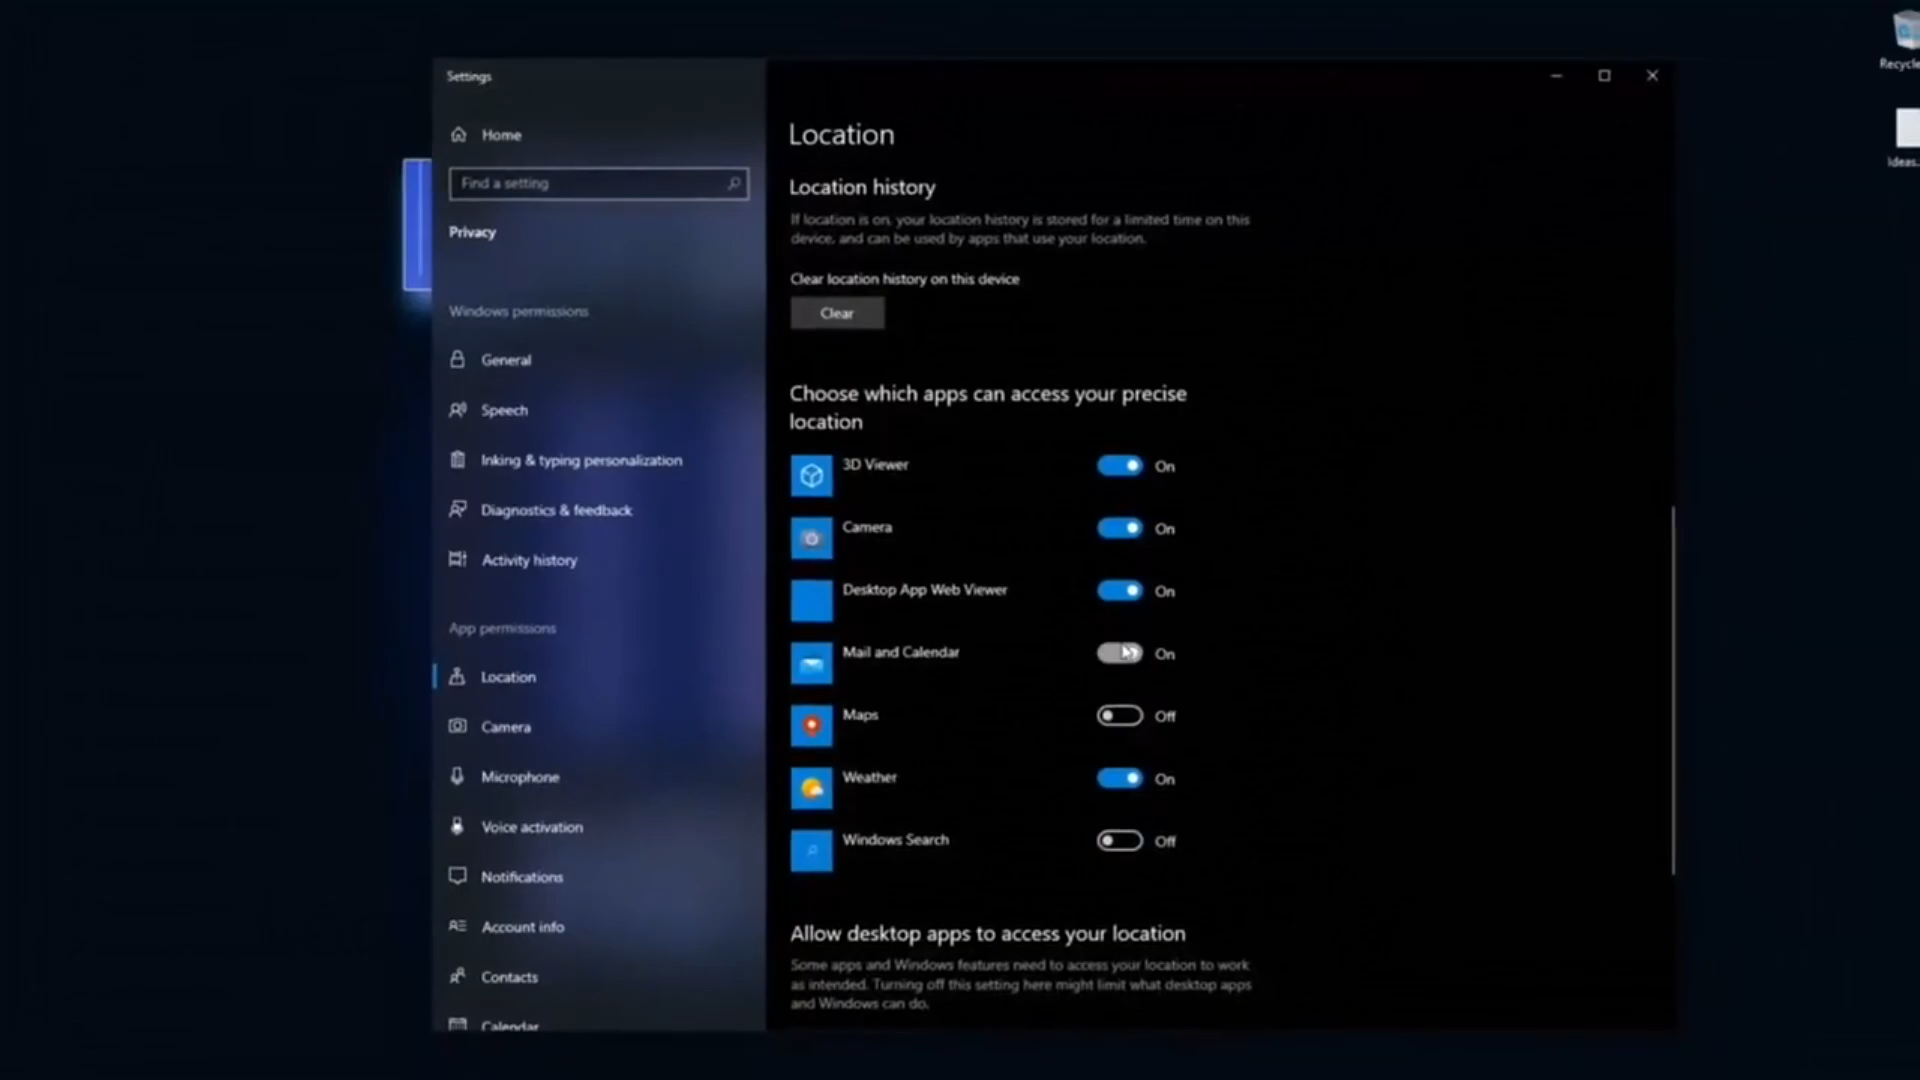 Settings
Home
Find a setting
Privacy
Windows permissions
General
Speech
Inking & typing personalization
Diagnostics & feedback
Activity history
App permissions
Location
Camera
Microphone
Voice activation
Notifications
Account info
Contacts
Calendar
Location
Location history
If location is on, your location history is stored for a limited time on this
device, and can be used by apps that use your location.
Clear location history on this device
Clear
Choose which apps can access your precise
location
3D Viewer On
Camera On
Desktop App Web Viewer On
Mail and Calendar On
Maps Off
Weather On
Windows Search Off
Allow desktop apps to access your location
Some apps and Windows features need to access your location to work
as intended. Turning off this setting here might limit what desktop apps
and Windows can do.
Recycle
Ideas.